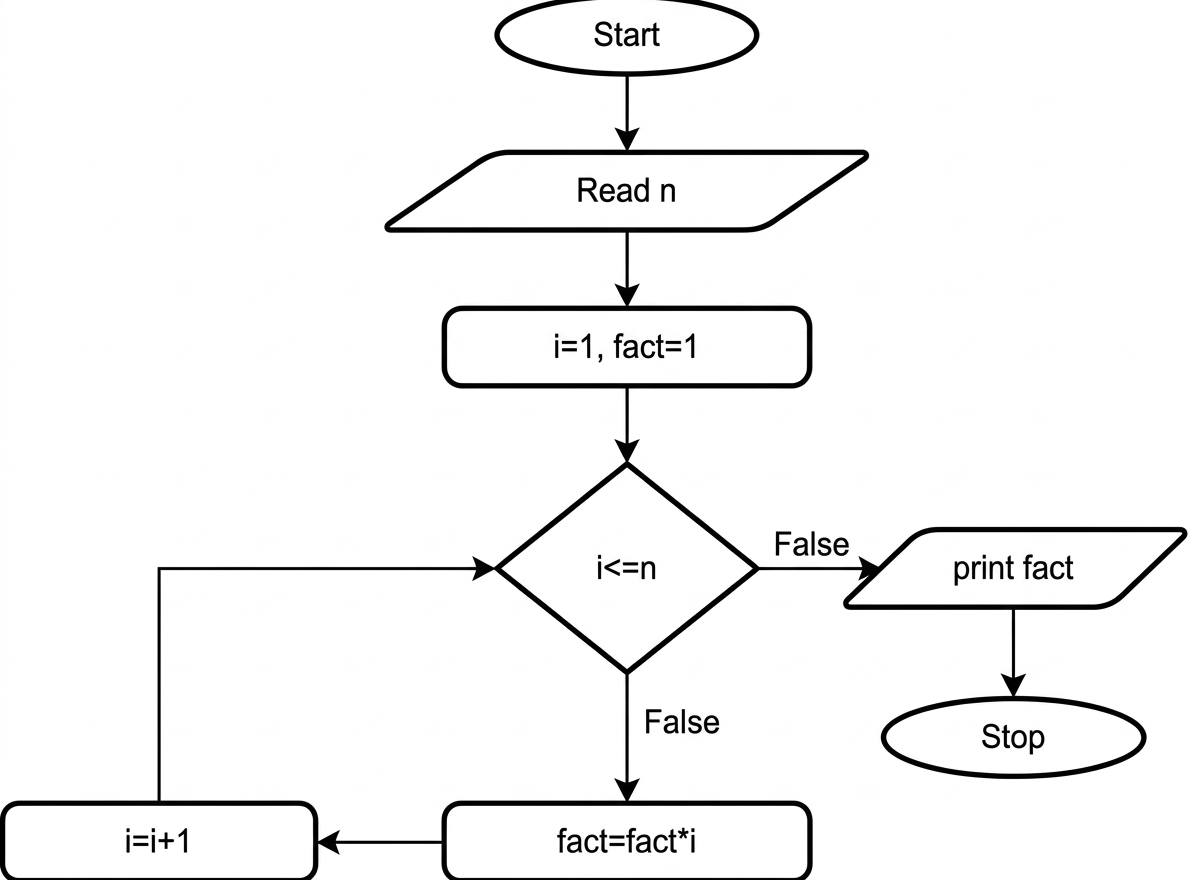 Start
Read n
i=1, fact=1
i<=n
False
print fact
False
Stop
i=i+1
fact=fact*i